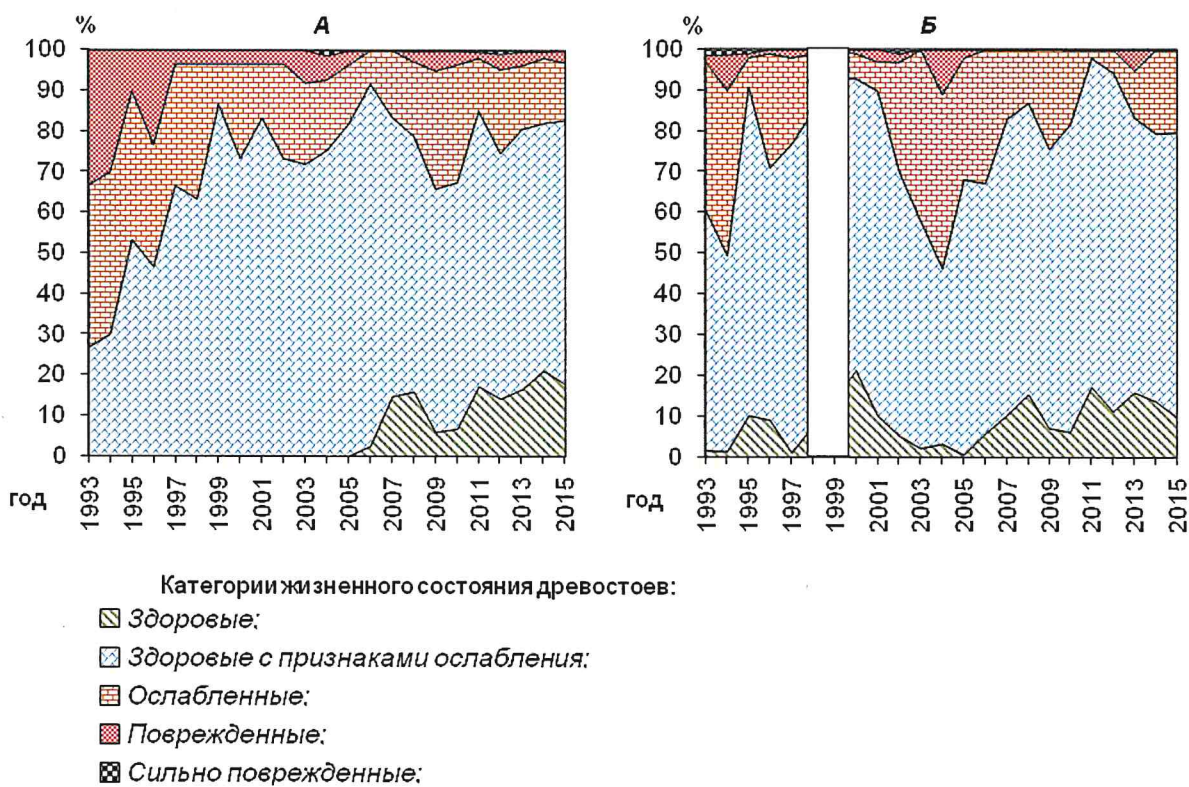 % А
100
90
80
70
60
50
40
30
20
10
0
год 1993 1995 1997 1999 2001 2003 2005 2007 2009 2011 2013 2015
% Б
100
90
80
70
60
50
40
30
20
10
0
год 1993 1995 1997 1999 2001 2003 2005 2007 2009 2011 2013 2015
Категории жизненного состояния древостоев:
Здоровые;
Здоровые с признаками ослабления;
Ослабленные;
Поврежденные;
Сильно поврежденные;